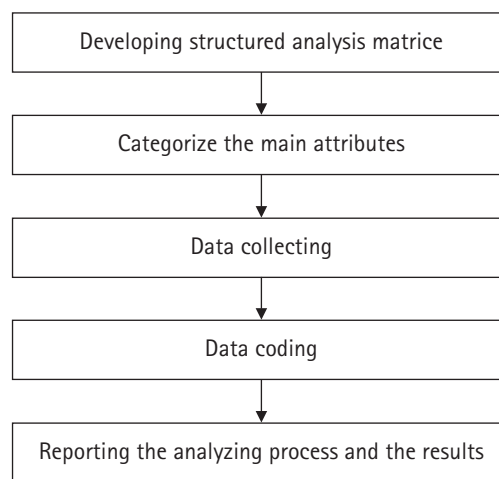 Developing structured analysis matrice
Categorize the main attributes
Data collecting
Data coding
Reporting the analyzing process and the results